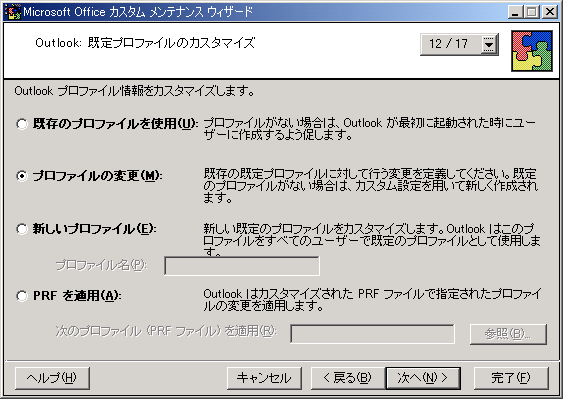 Microsoft Office カスタム メンテナンス ウィザード
Outlook: 既定プロファイルのカスタマイズ
12 / 17
Outlook プロファイル情報をカスタマイズします。
既存のプロファイルを使用(U):
プロファイルがない場合は、Outlook が最初に起動された時にユー
ザーに作成するよう促します。
プロファイルの変更(M):
既存の既定プロファイルに対して行う変更を定義してください。既定
のプロファイルがない場合は、カスタム設定を用いて新しく作成されま
す。
新しいプロファイル(E):
新しい既定のプロファイルをカスタマイズします。Outlook はこのプ
ロファイルをすべてのユーザーで既定のプロファイルとして使用しま
す。
プロファイル名(P):
PRF を適用(A):
Outlook はカスタマイズされた PRF ファイルで指定されたプロファイ
ルの変更を適用します。
次のプロファイル (PRF ファイル) を適用(R):
参照(B)...
ヘルプ(H)
キャンセル
< 戻る(B)
次へ(N) >
完了(F)